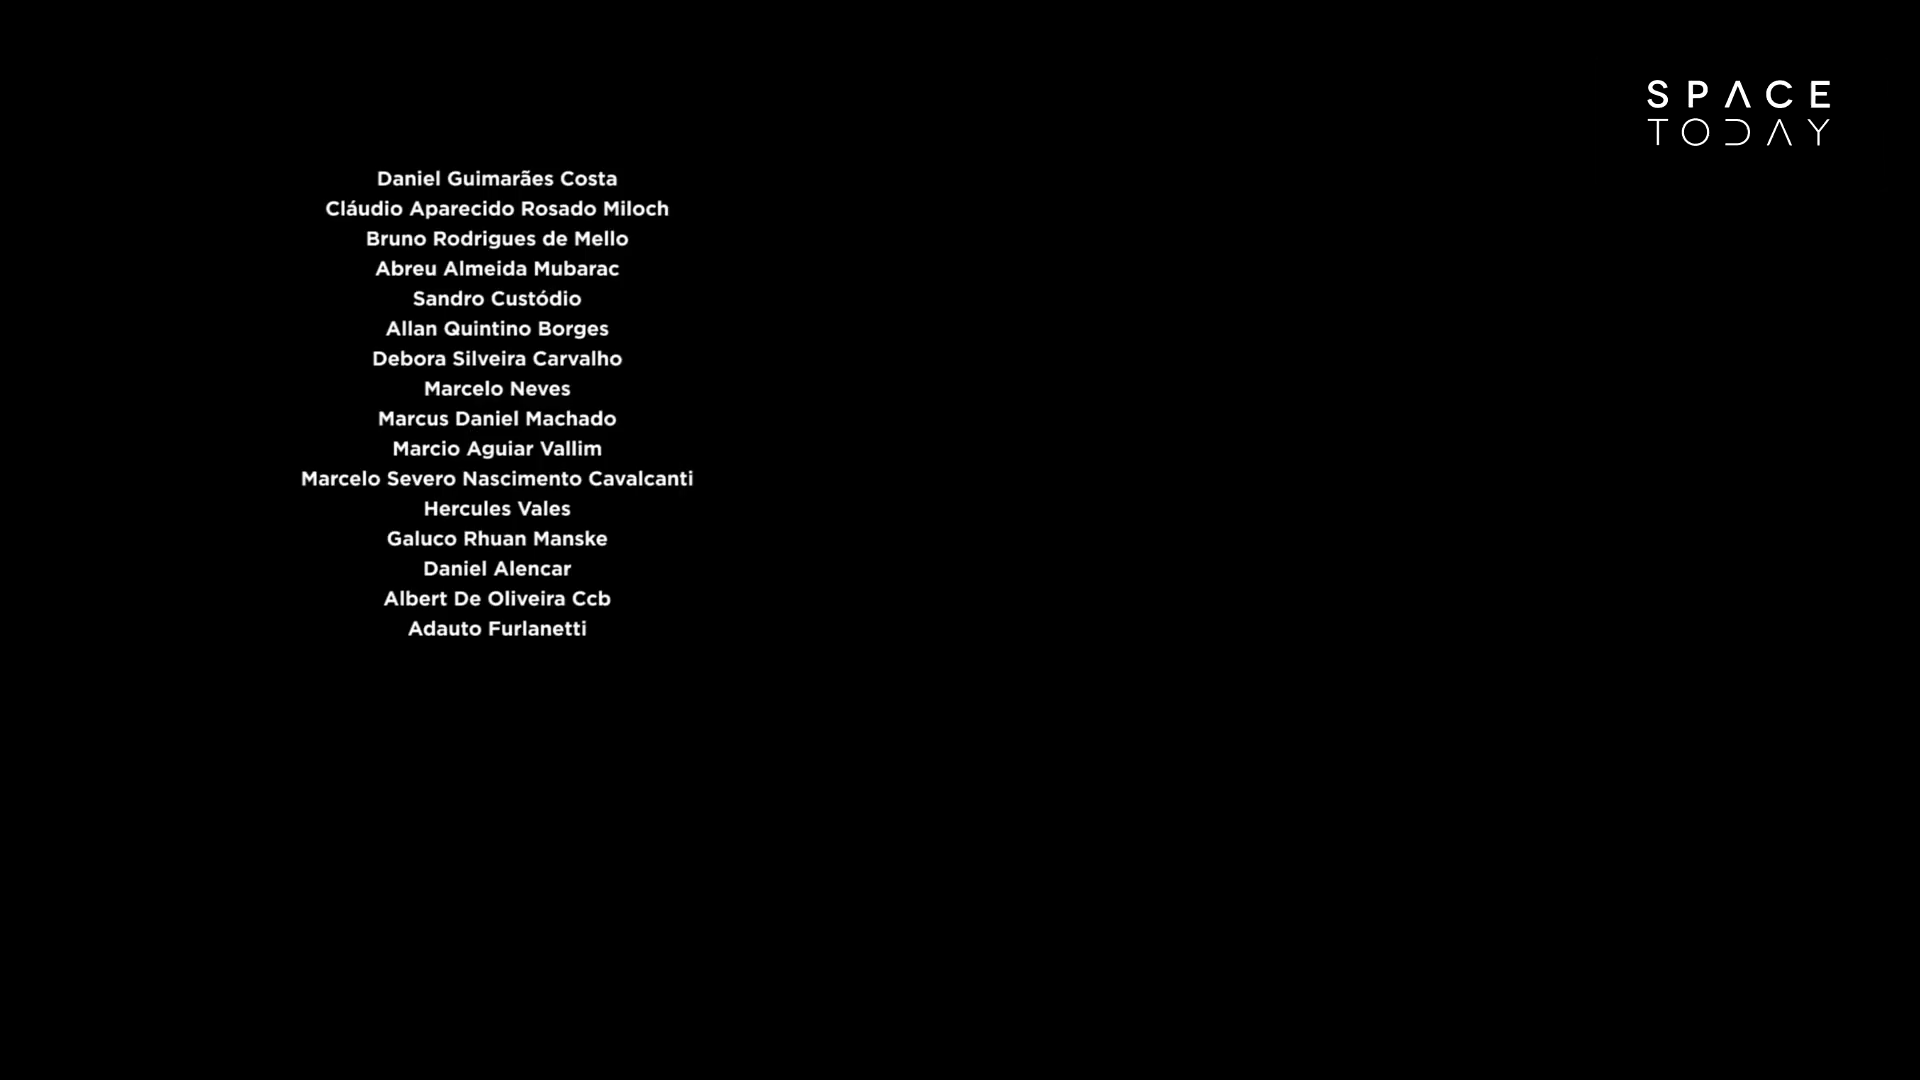 SPACE
TODAY
Daniel Guimarães Costa
Cláudio Aparecido Rosado Miloch
Bruno Rodrigues de Mello
Abreu Almeida Mubarac
Sandro Custódio
Allan Quintino Borges
Debora Silveira Carvalho
Marcelo Neves
Marcus Daniel Machado
Marcio Aguiar Vallim
Marcelo Severo Nascimento Cavalcanti
Hercules Vales
Galuco Rhuan Manske
Daniel Alencar
Albert De Oliveira Ccb
Adauto Furlanetti